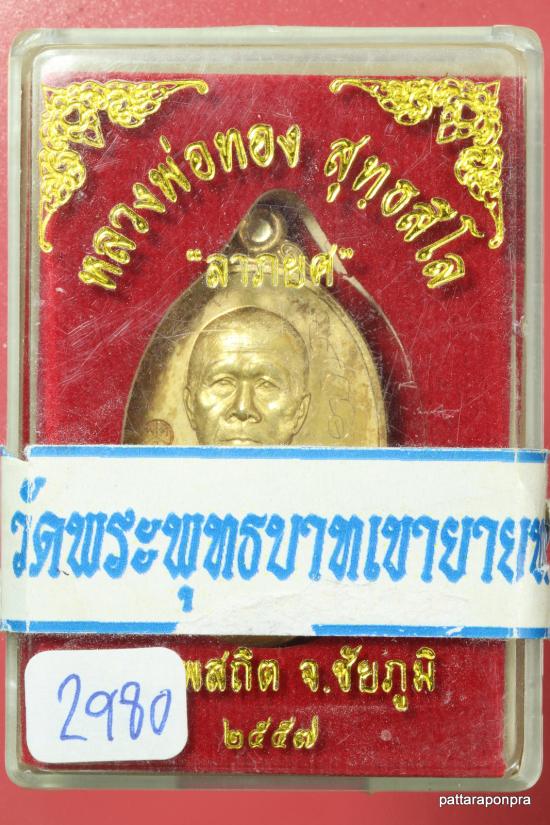 หลวงพ่อทอง สุทฺธสีโล
"ลาภยศ"
วัดพระพุทธบาทเขายายห
พสถิต จ.ชัยภูมิ
2980
๒๕๕๗
pattaraponpra